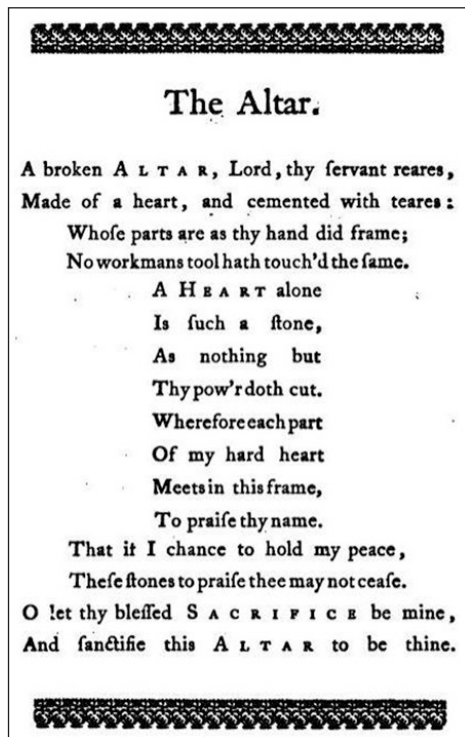 The Altar.
A broken ALTAR, Lord, thy ſervant reares,
Made of a heart, and cemented with teares:
Whoſe parts are as thy hand did frame;
No workmans tool hath touch'd the ſame.
A HEART alone
Is ſuch a ſtone,
As nothing but
Thy pow'r doth cut.
Wherefore each part
Of my hard heart
Meets in this frame,
To praiſe thy name.
That if I chance to hold my peace,
Theſe ſtones to praiſe thee may not ceaſe.
O let thy bleſſed SACRIFICE be mine,
And ſanctifie this ALTAR to be thine.